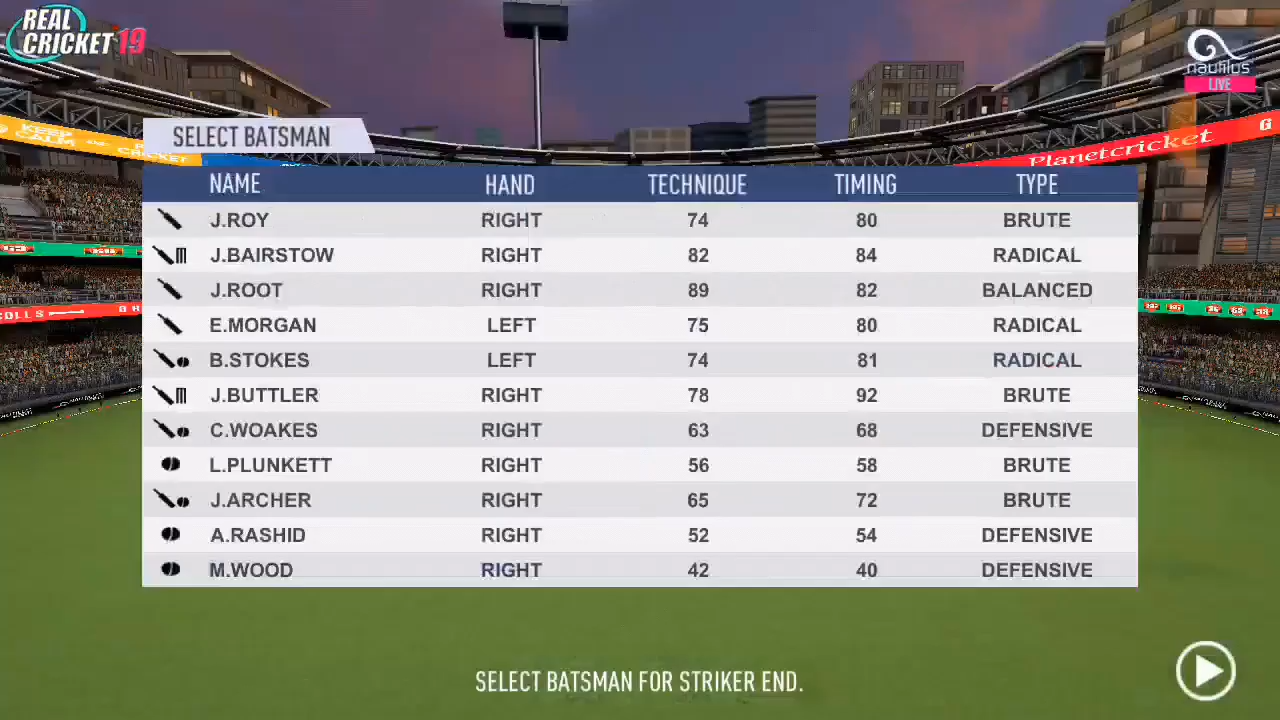 REAL
CRICKET 19
nautilus
LIVE
KEEP
CALM
CRICKET
Planetcricket
G
SELECT BATSMAN
NAME HAND TECHNIQUE TIMING TYPE
J.ROY RIGHT 74 80 BRUTE
J.BAIRSTOW RIGHT 82 84 RADICAL
J.ROOT RIGHT 89 82 BALANCED
E.MORGAN LEFT 75 80 RADICAL
B.STOKES LEFT 74 81 RADICAL
J.BUTTLER RIGHT 78 92 BRUTE
C.WOAKES RIGHT 63 68 DEFENSIVE
L.PLUNKETT RIGHT 56 58 BRUTE
J.ARCHER RIGHT 65 72 BRUTE
A.RASHID RIGHT 52 54 DEFENSIVE
M.WOOD RIGHT 42 40 DEFENSIVE
SELECT BATSMAN FOR STRIKER END.